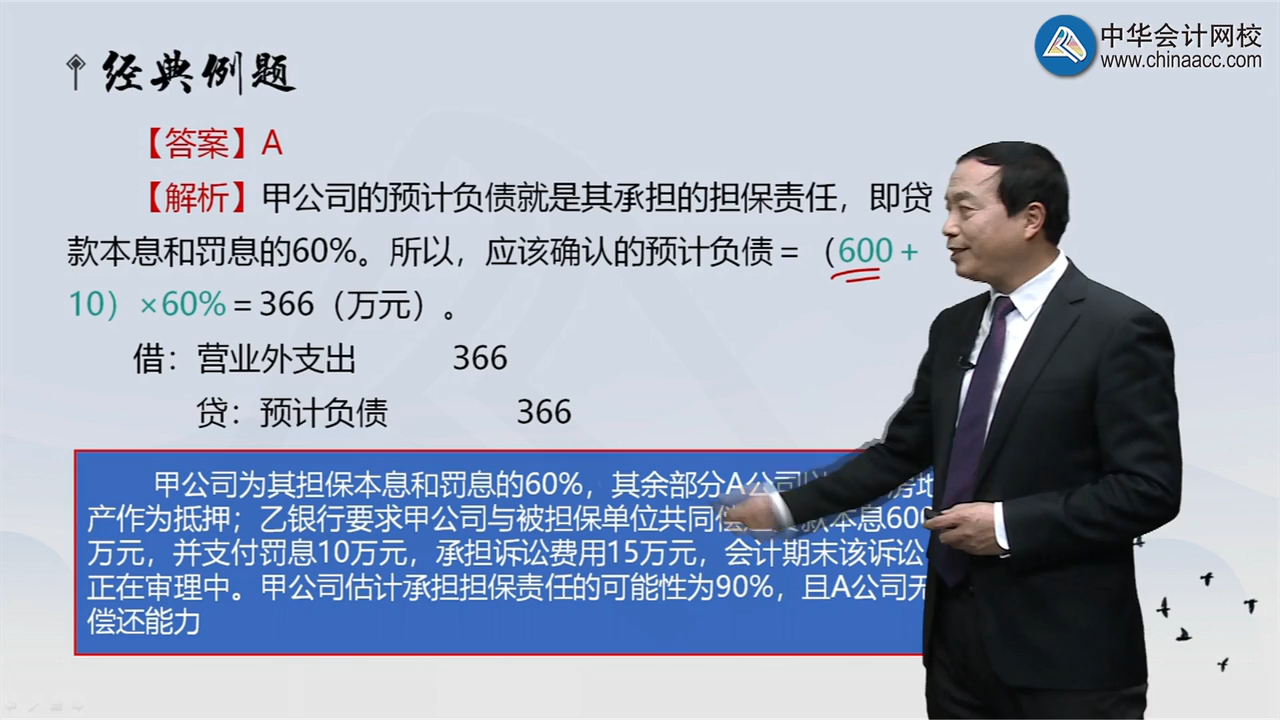 经典例题
中华会计网校
www.chinaacc.com
【答案】A
【解析】甲公司的预计负债就是其承担的担保责任，即贷
款本息和罚息的60%。所以，应该确认的预计负债＝（600＋
10）×60%＝366（万元）。
借：营业外支出 366
贷：预计负债 366
甲公司为其担保本息和罚息的60%，其余部分A公司以
产作为抵押；乙银行要求甲公司与被担保单位共同偿 款本息600
万元，并支付罚息10万元，承担诉讼费用15万元，会计期末该诉讼
正在审理中。甲公司估计承担担保责任的可能性为90%，且A公司无
偿还能力